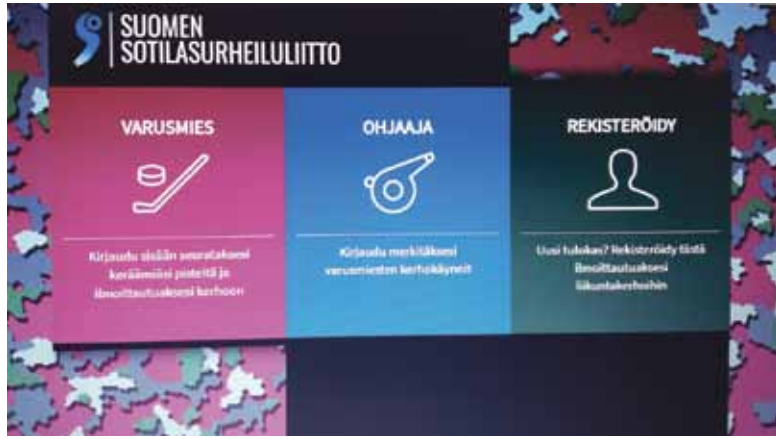 SUOMEN
SOTILASURHEILULIITTO
VARUSMIES
Kirjaudu sisään seurataksesi
keräämiäsi pisteitä ja
ilmoittautuaksesi kerhoon
OHJAAJA
Kirjaudu merkitäksesi
varusmiesten kerhokäynnit
REKISTERÖIDY
Uusi tulokas? Rekisteröidy tästä
ilmoittautuaksesi
liikuntakerhoihin